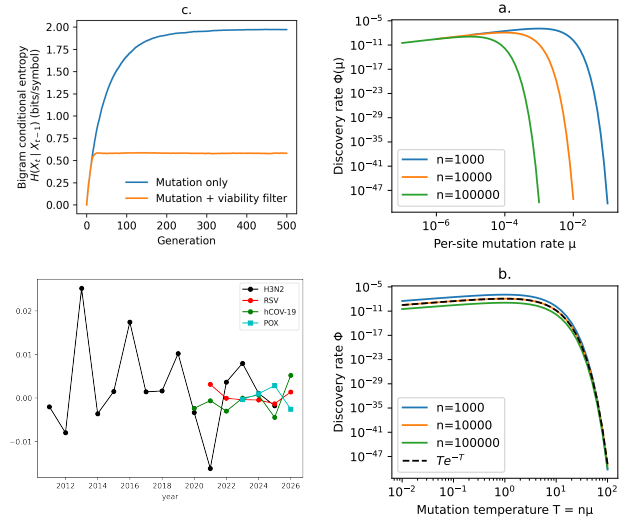 c.
Bigram conditional entropy
H(X_t | X_{t−1}) (bits/symbol)
2.00
1.75
1.50
1.25
1.00
0.75
0.50
0.25
0.00
Mutation only
Mutation + viability filter
0 100 200 300 400 500
Generation
a.
Discovery rate Φ(μ)
10^−5
10^−11
10^−17
10^−23
10^−29
10^−35
10^−41
10^−47
n=1000
n=10000
n=100000
10^−6 10^−4 10^−2
Per-site mutation rate μ
0.02
0.01
0.00
−0.01
H3N2
RSV
hCOV-19
POX
2012 2014 2016 2018 2020 2022 2024 2026
year
b.
Discovery rate Φ
10^−5
10^−11
10^−17
10^−23
10^−29
10^−35
10^−41
10^−47
n=1000
n=10000
n=100000
Te^−T
10^−2 10^−1 10^0 10^1 10^2
Mutation temperature T = nμ